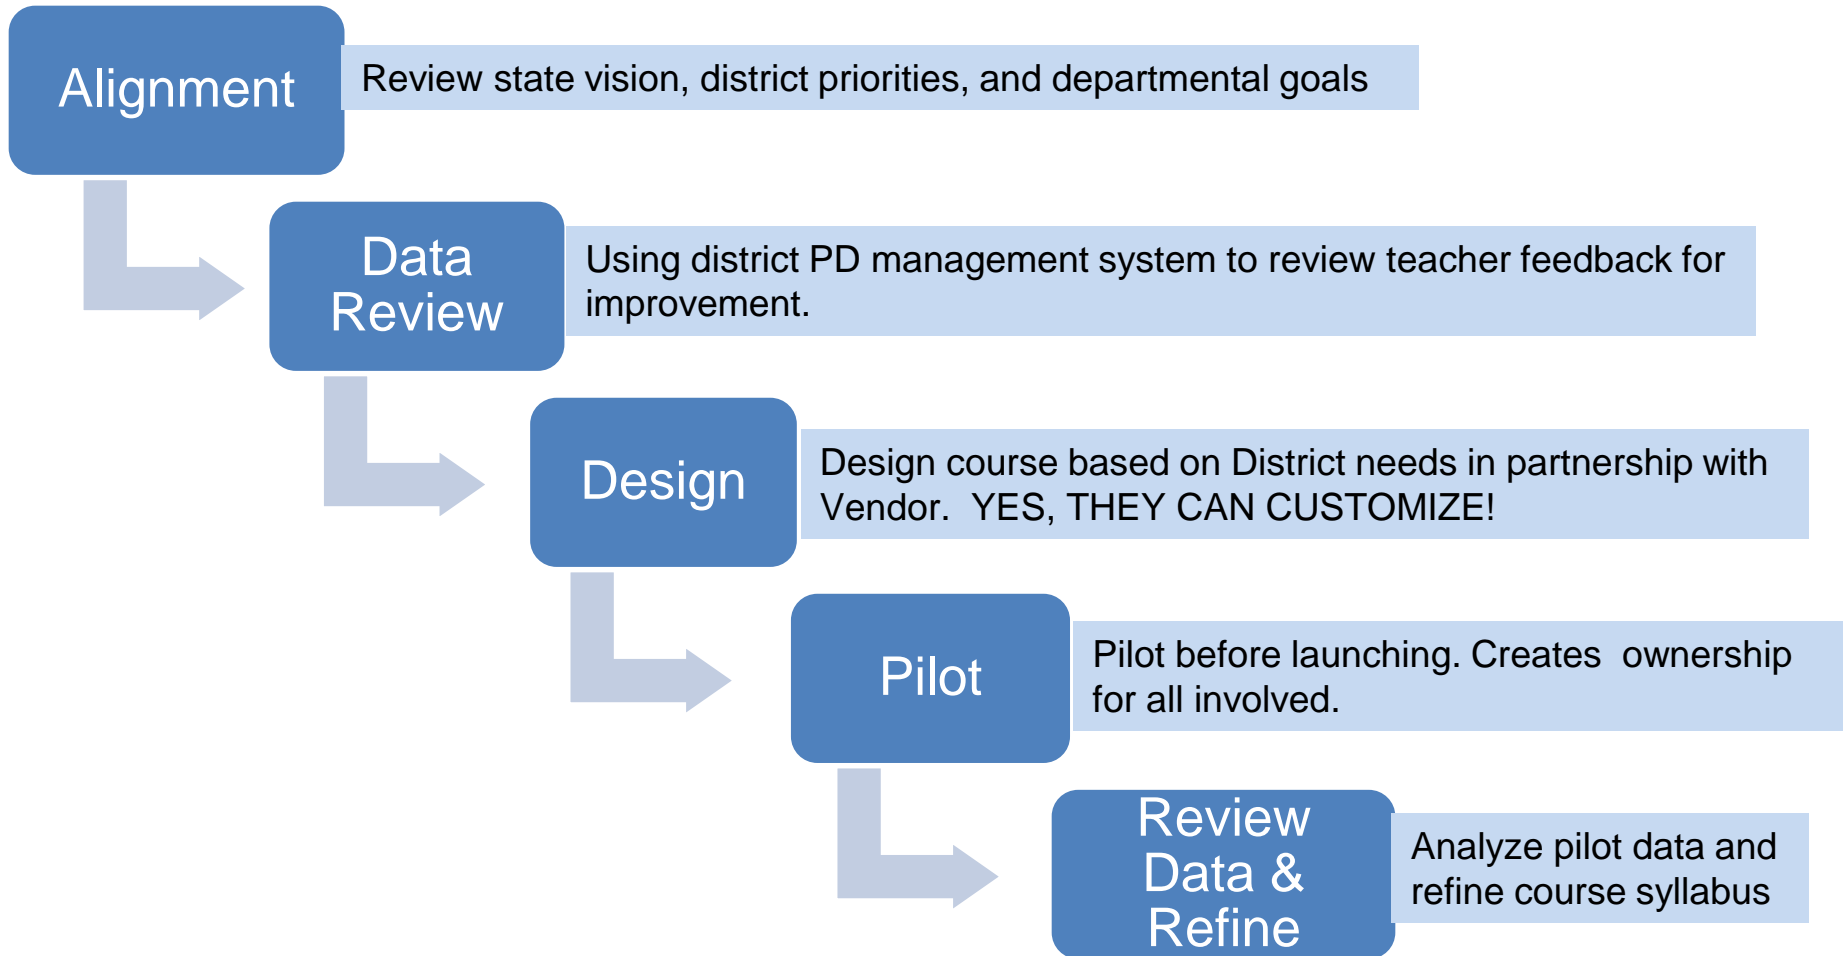 Alignment
Review state vision, district priorities, and departmental goals
Data
Review
Using district PD management system to review teacher feedback for
improvement.
Design
Design course based on District needs in partnership with
Vendor.  YES, THEY CAN CUSTOMIZE!
Pilot
Pilot before launching. Creates  ownership
for all involved.
Review
Data &
Refine
Analyze pilot data and
refine course syllabus